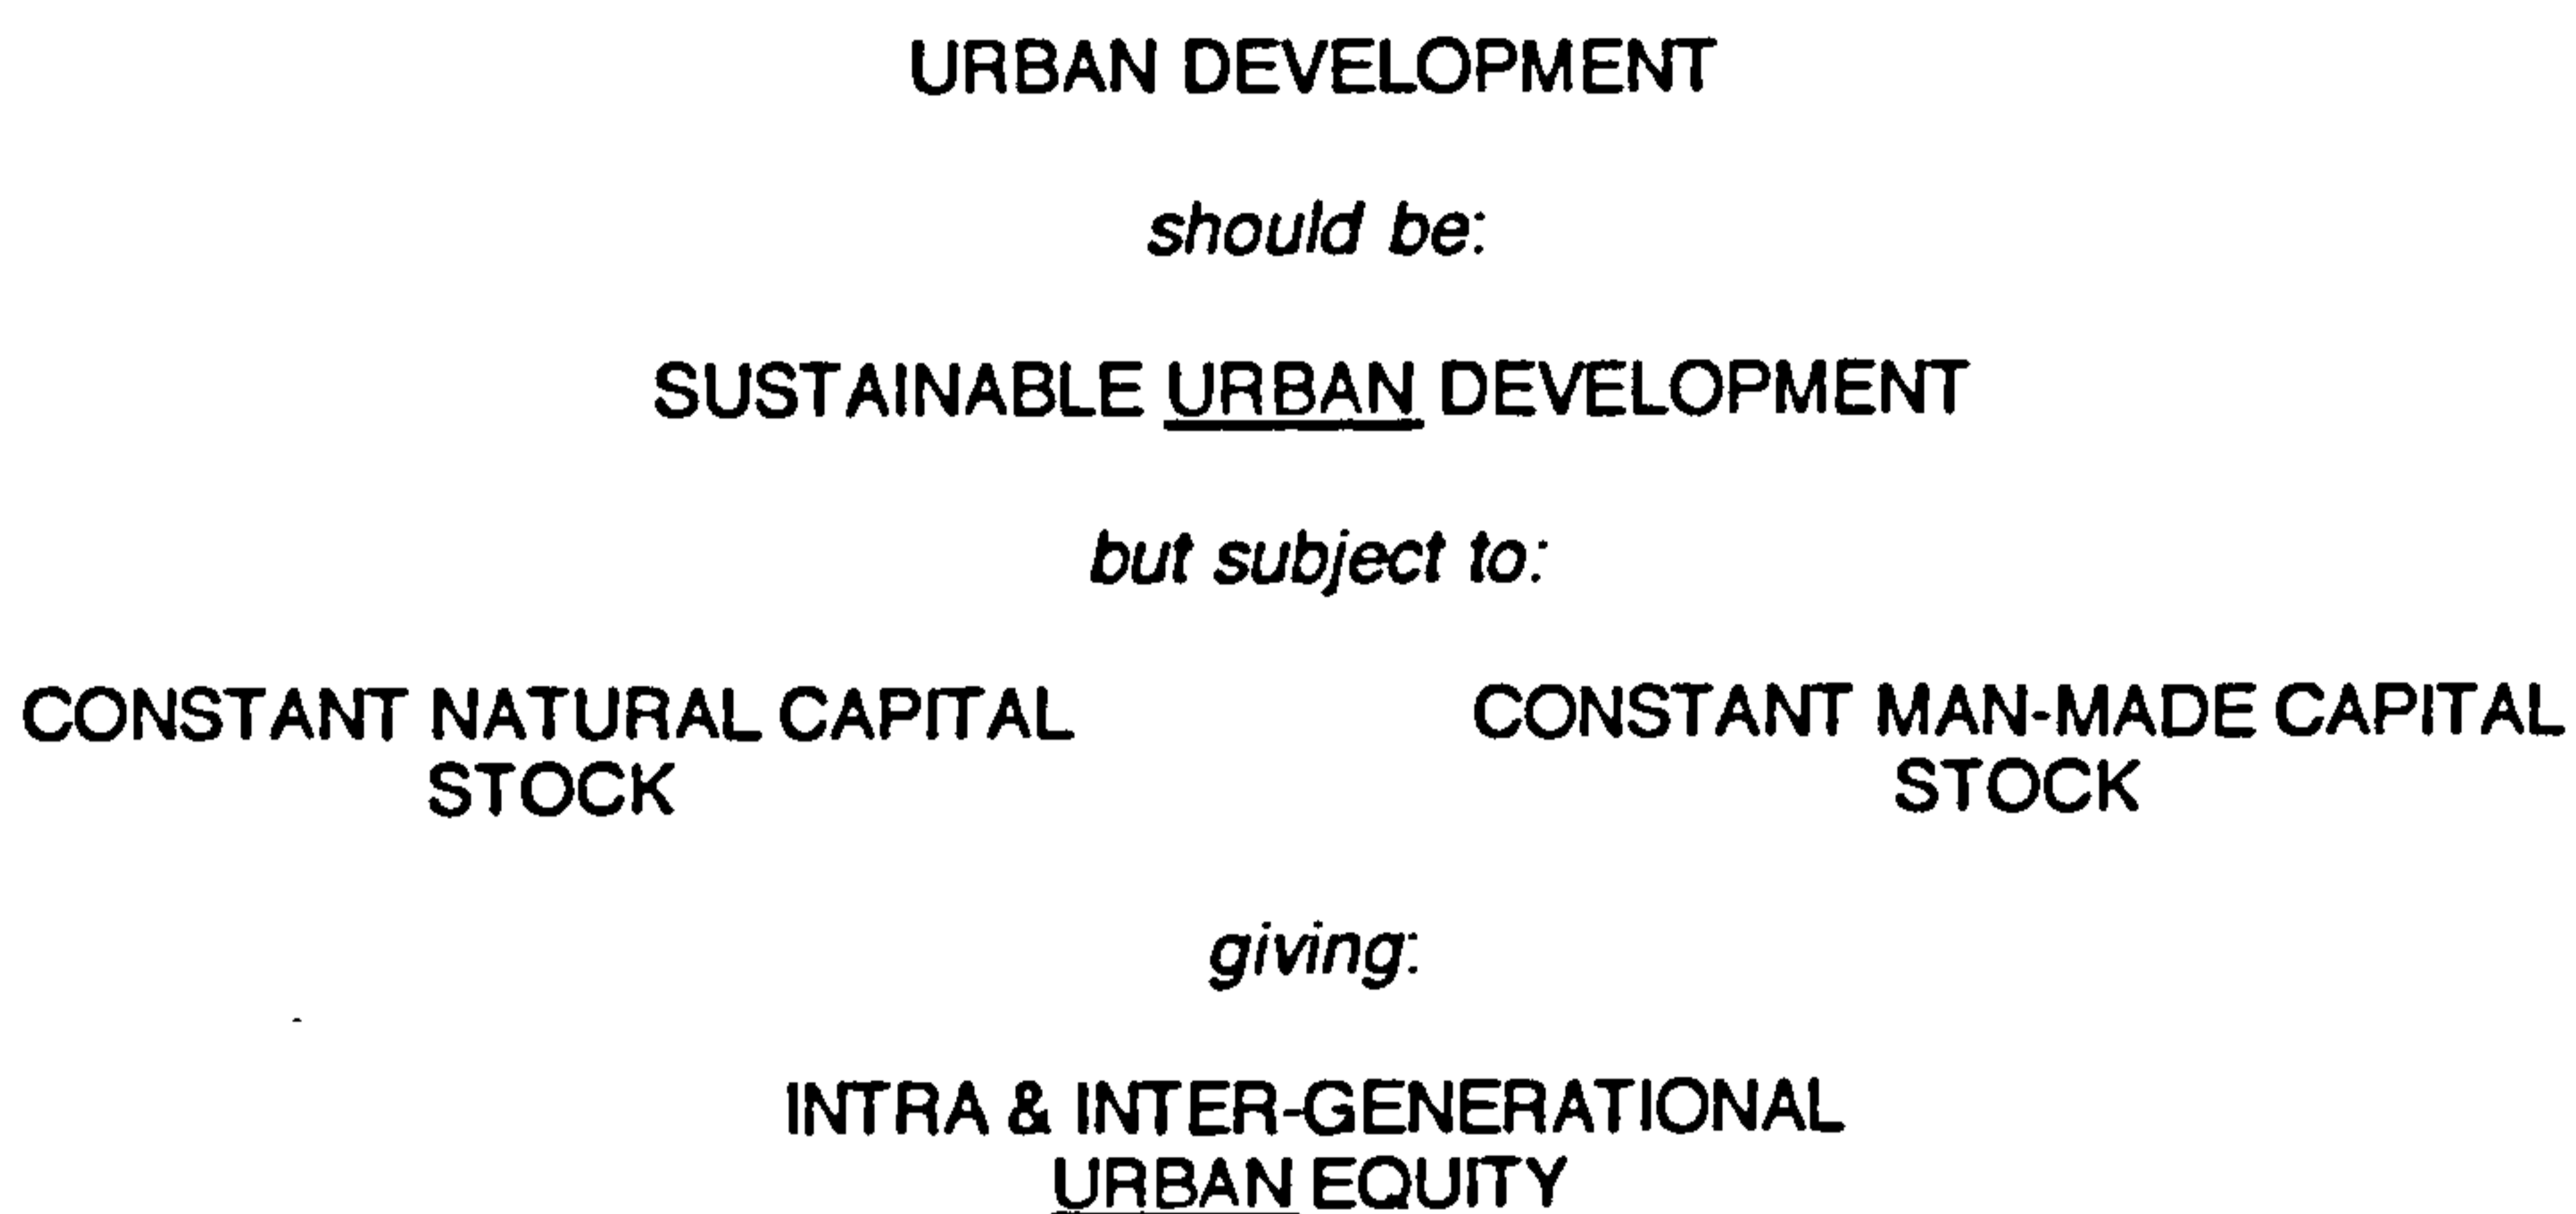 URBAN DEVELOPMENT
should be:
SUSTAINABLE URBAN DEVELOPMENT
but subject to:
CONSTANT NATURAL CAPITAL STOCK
CONSTANT MAN-MADE CAPITAL STOCK
giving:
INTRA & INTER-GENERATIONAL
URBAN EQUITY